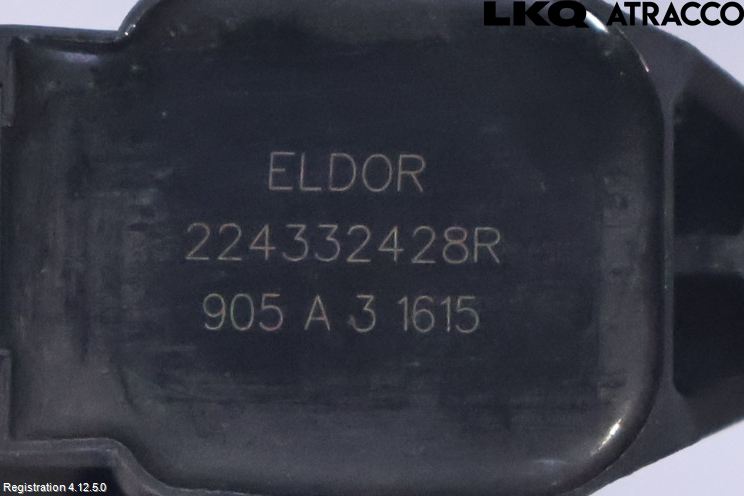 LKQ ATRACCO
ELDOR
224332428R
905 A 3 1615
Registration 4.12.5.0